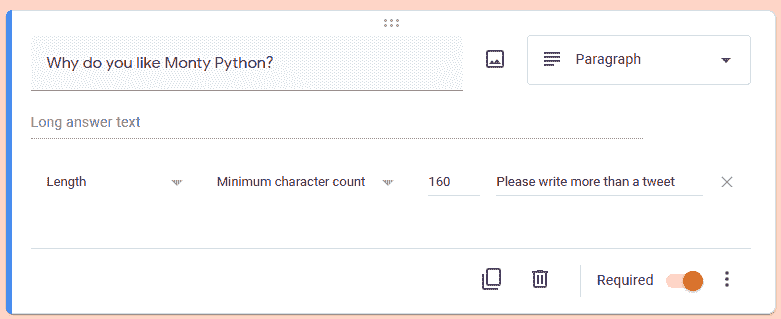 Why do you like Monty Python?
Paragraph
Long answer text
Length Minimum character count 160 Please write more than a tweet
Required